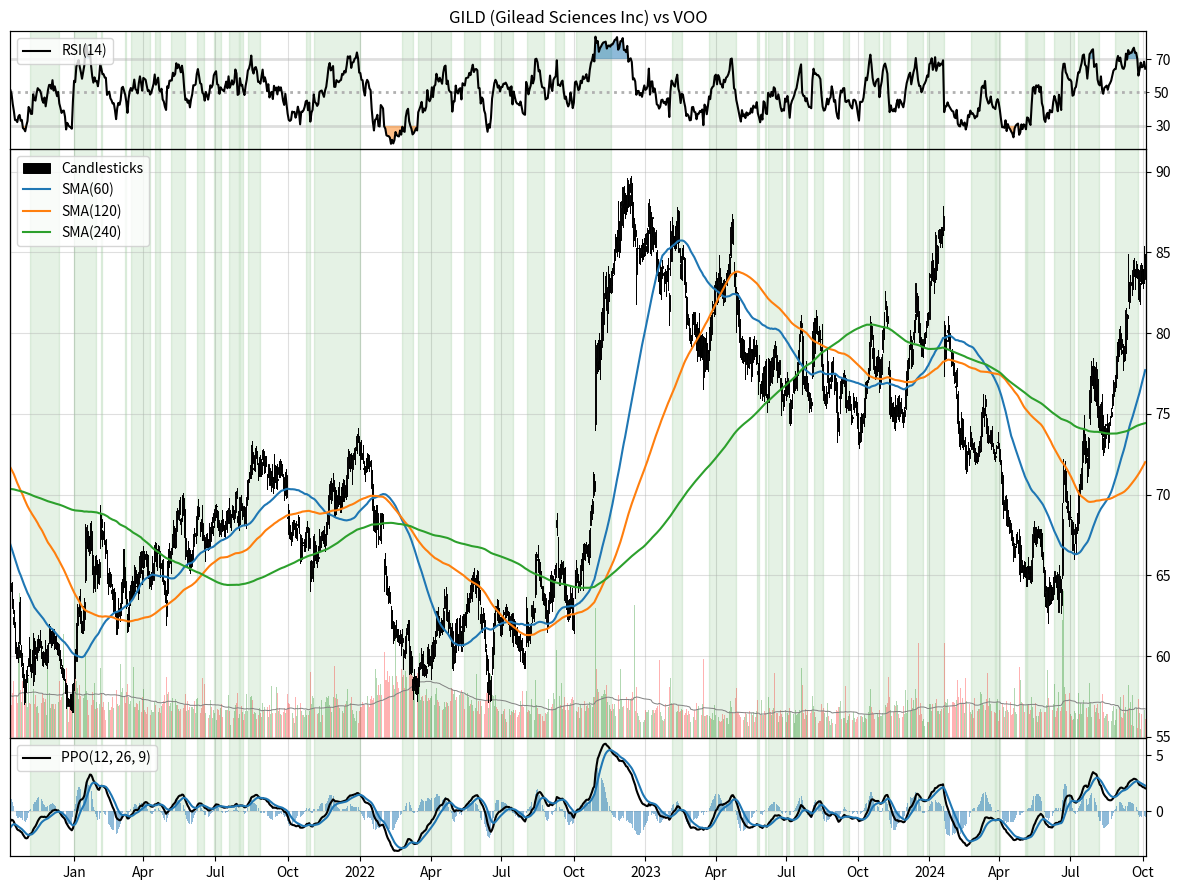 GILD (Gilead Sciences Inc) vs VOO
RSI(14)
70
50
30
Candlesticks
SMA(60)
SMA(120)
SMA(240)
90
85
80
75
70
65
60
55
PPO(12, 26, 9)
5
0
Jan Apr Jul Oct 2022 Apr Jul Oct 2023 Apr Jul Oct 2024 Apr Jul Oct